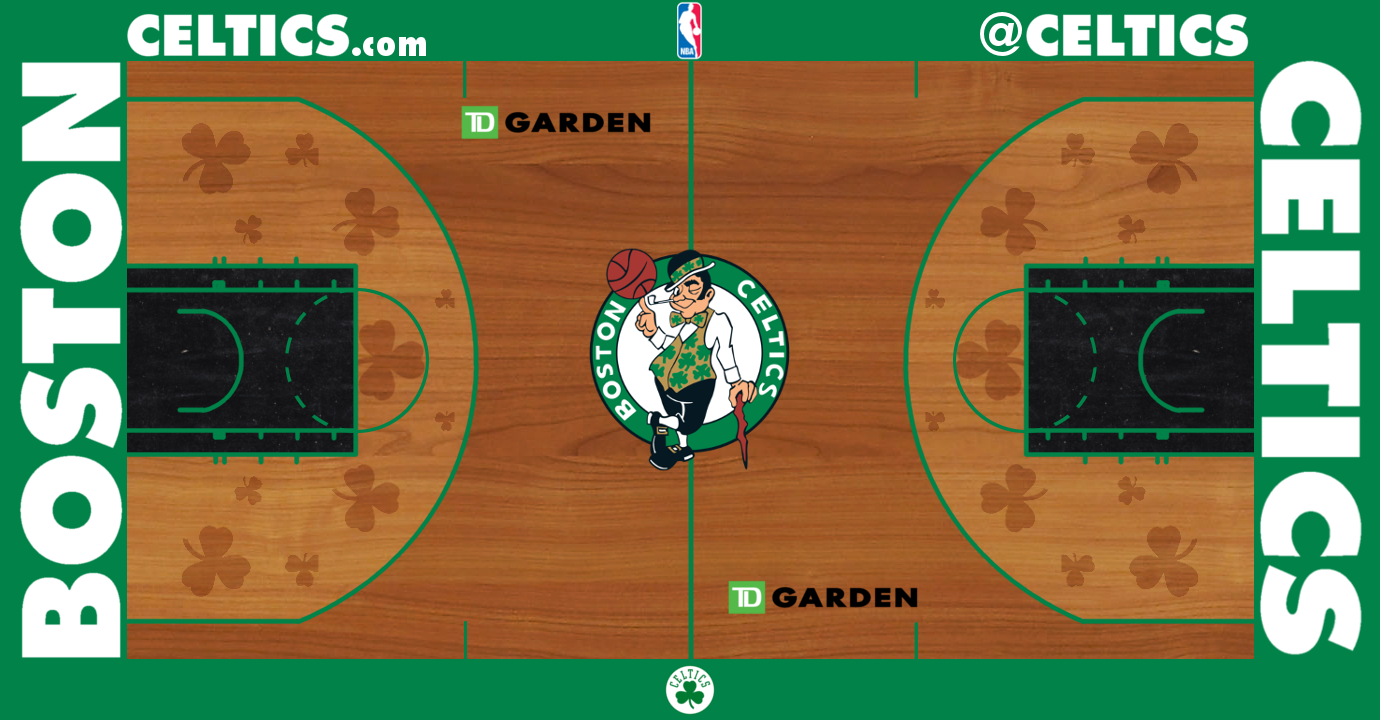 CELTICS.com
NBA
@CELTICS
BOSTON
CELTICS
TD GARDEN
BOSTON CELTICS
TD GARDEN
CELTICS